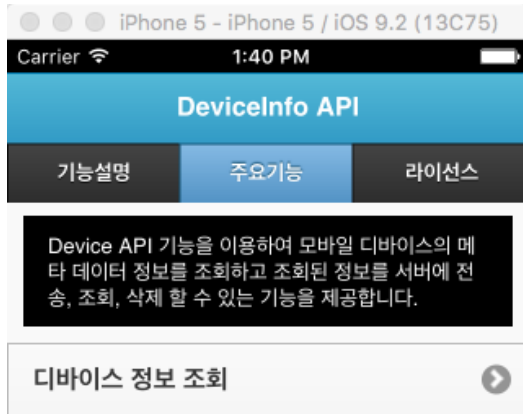 iPhone 5 - iPhone 5 / iOS 9.2 (13C75)
Carrier 1:40 PM
DeviceInfo API
기능설명 주요기능 라이선스
Device API 기능을 이용하여 모바일 디바이스의 메
타 데이터 정보를 조회하고 조회된 정보를 서버에 전
송, 조회, 삭제 할 수 있는 기능을 제공합니다.
디바이스 정보 조회